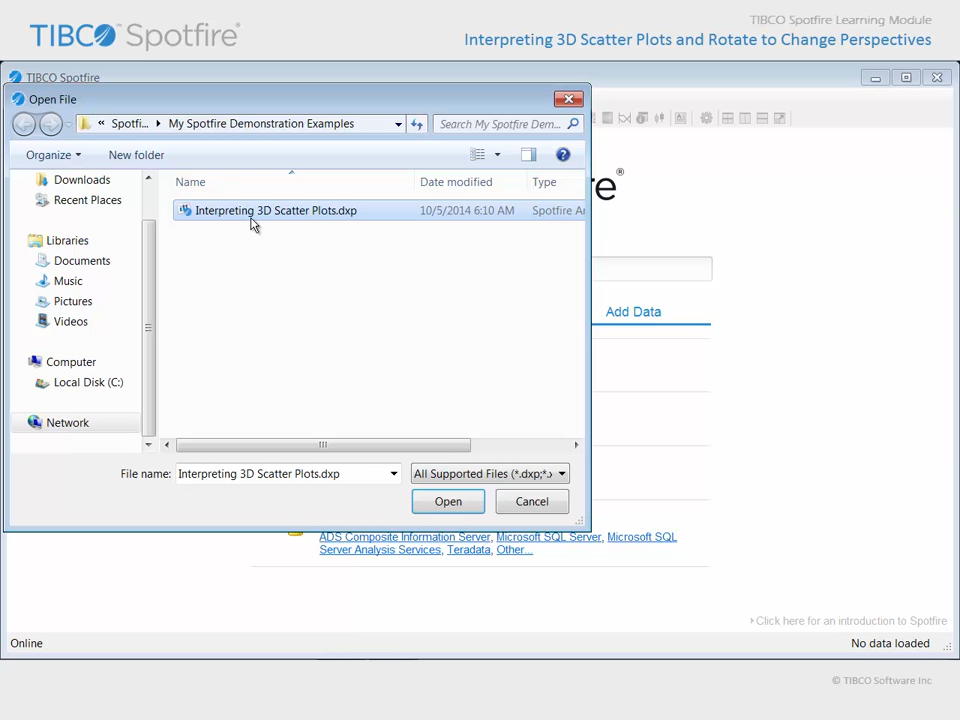 TIBCO™ Spotfire®
TIBCO Spotfire Learning Module
Interpreting 3D Scatter Plots and Rotate to Change Perspectives
TIBCO Spotfire
Open File
« Spotfi... My Spotfire Demonstration Examples
Search My Spotfire Dem...
Organize
New folder
Name
Date modified
Type
Downloads
Recent Places
Libraries
Documents
Music
Pictures
Videos
Computer
Local Disk (C:)
Network
Interpreting 3D Scatter Plots.dxp 10/5/2014 6:10 AM Spotfire An
re®
Add Data
File name: Interpreting 3D Scatter Plots.dxp All Supported Files (*.dxp;*.x
Open
Cancel
ADS Composite Information Server, Microsoft SQL Server, Microsoft SQL
Server Analysis Services, Teradata, Other...
Click here for an introduction to Spotfire
Online
No data loaded
© TIBCO Software Inc